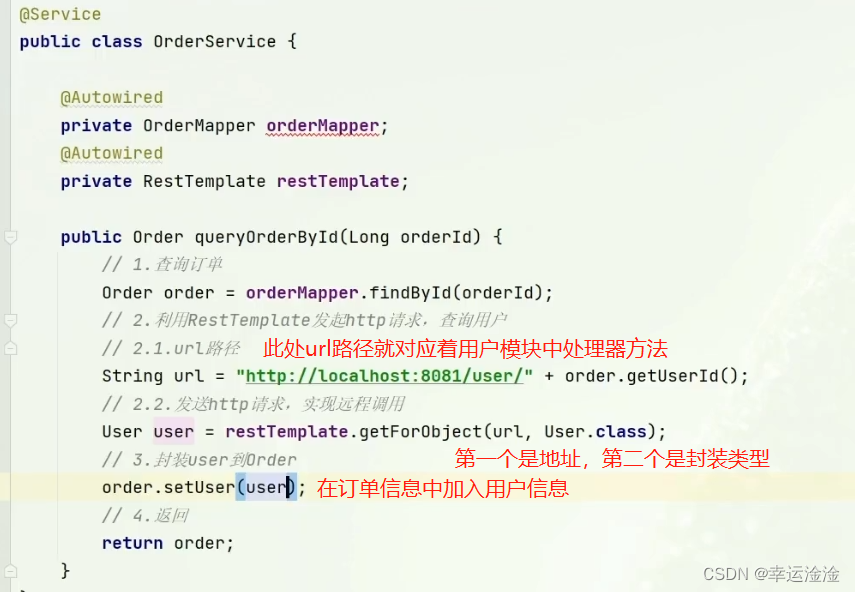 @Service
public class OrderService {
@Autowired
private OrderMapper orderMapper;
@Autowired
private RestTemplate restTemplate;
public Order queryOrderById(Long orderId) {
// 1.查询订单
Order order = orderMapper.findById(orderId);
// 2.利用RestTemplate发起http请求，查询用户
// 2.1.url路径 此处url路径就对应着用户模块中处理器方法
String url = "http://localhost:8081/user/" + order.getUserId();
// 2.2.发送http请求，实现远程调用
User user = restTemplate.getForObject(url, User.class);
// 3.封装user到Order 第一个是地址，第二个是封装类型
order.setUser(user); 在订单信息中加入用户信息
// 4.返回
return order;
}
CSDN @幸运淦淦